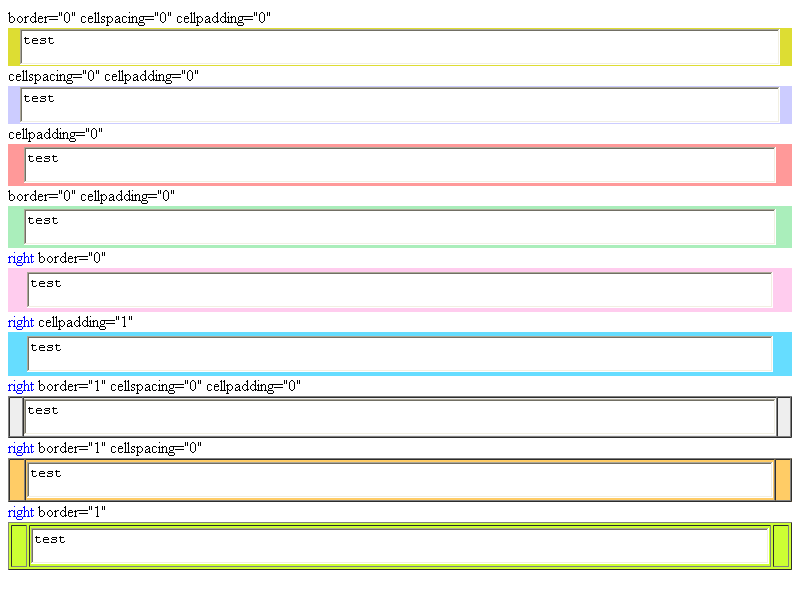 border="0" cellspacing="0" cellpadding="0"
test
cellspacing="0" cellpadding="0"
test
cellpadding="0"
test
border="0" cellpadding="0"
test
right border="0"
test
right cellpadding="1"
test
right border="1" cellspacing="0" cellpadding="0"
test
right border="1" cellspacing="0"
test
right border="1"
test